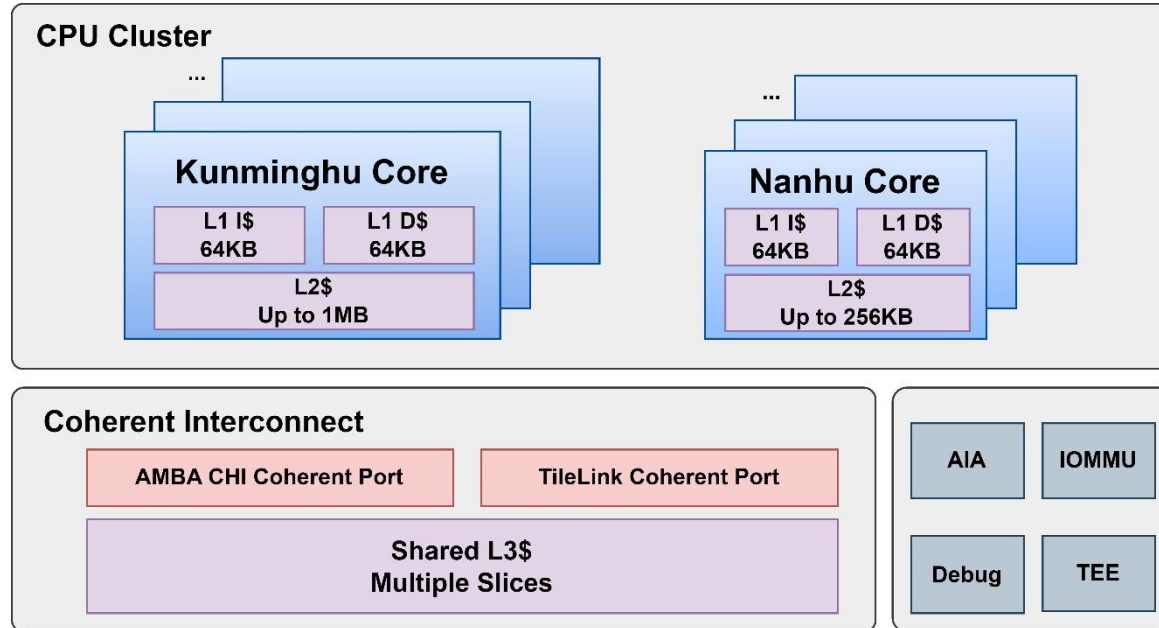 CPU Cluster
...
...
Kunminghu Core
L1 I$
64KB
L1 D$
64KB
L2$
Up to 1MB
Nanhu Core
L1 I$
64KB
L1 D$
64KB
L2$
Up to 256KB
Coherent Interconnect
AMBA CHI Coherent Port
TileLink Coherent Port
Shared L3$
Multiple Slices
AIA
IOMMU
Debug
TEE